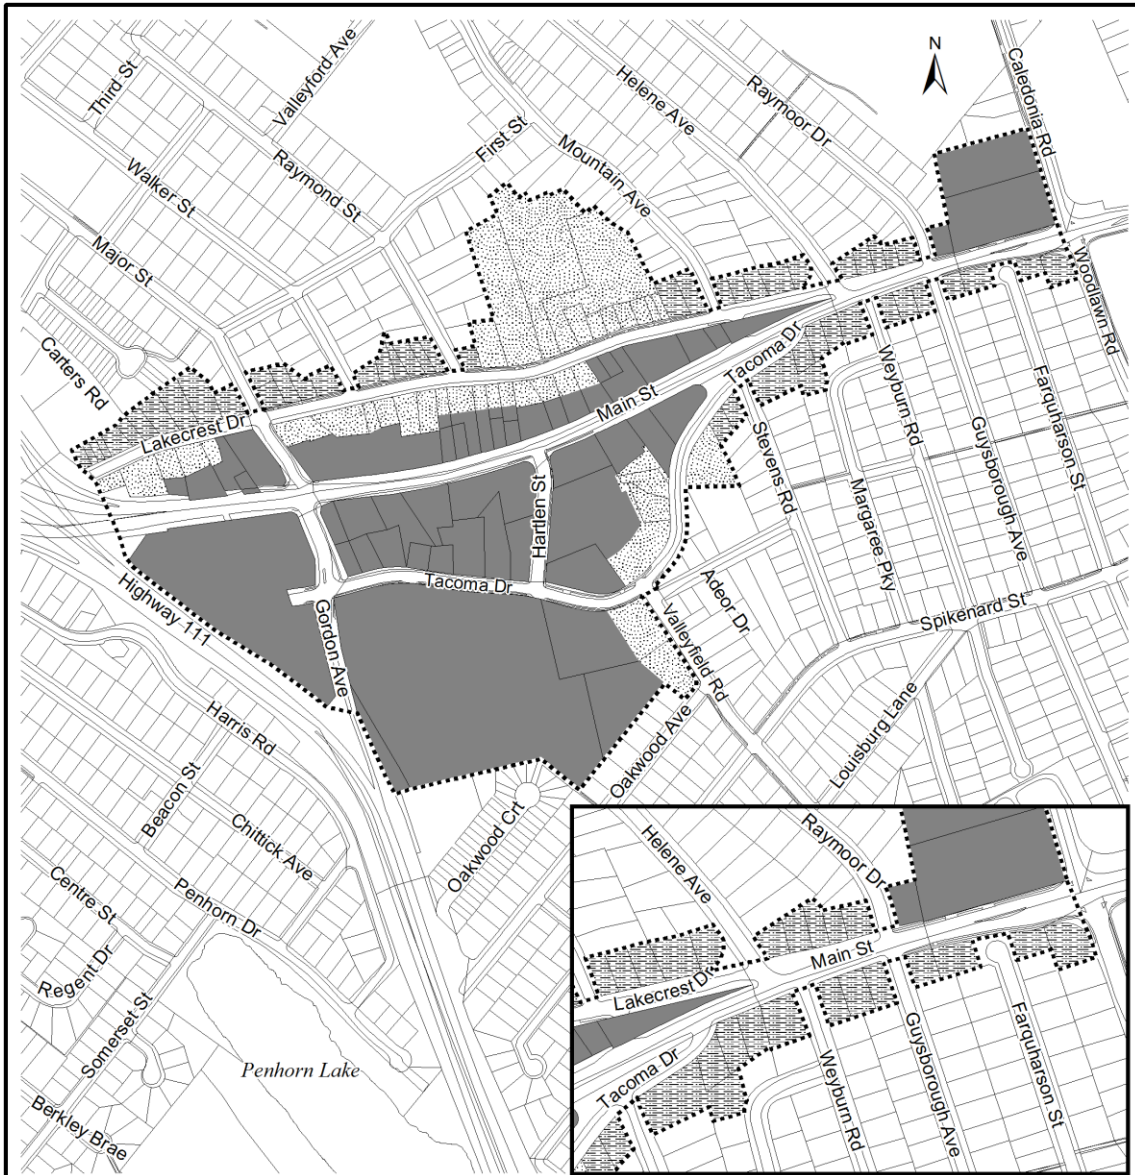 N
Third St
Valleyford Ave
Helene Ave
Raymoor Dr
Caledonia Rd
Walker St
Raymond St
First St
Mountain Ave
Major St
Woodlawn Rd
Carters Rd
Lakecrest Dr
Main St
Tacoma Dr
Weyburn Rd
Farquharson St
Guysborough Ave
Stevens Rd
Margaree Pky
Hartlen St
Tacoma Dr
Adeor Dr
Spikenard St
Highway 111
Gordon Ave
Valleyfield Rd
Harris Rd
Oakwood Ave
Louisburg Lane
Beacon St
Chittick Ave
Oakwood Crt
Centre St
Penhorn Dr
Regent Dr
Somerset St
Penhorn Lake
Berkley Brae
Helene Ave
Raymoor Dr
Main St
Lakecrest Dr
Tacoma Dr
Weyburn Rd
Guysborough Ave
Farquharson St